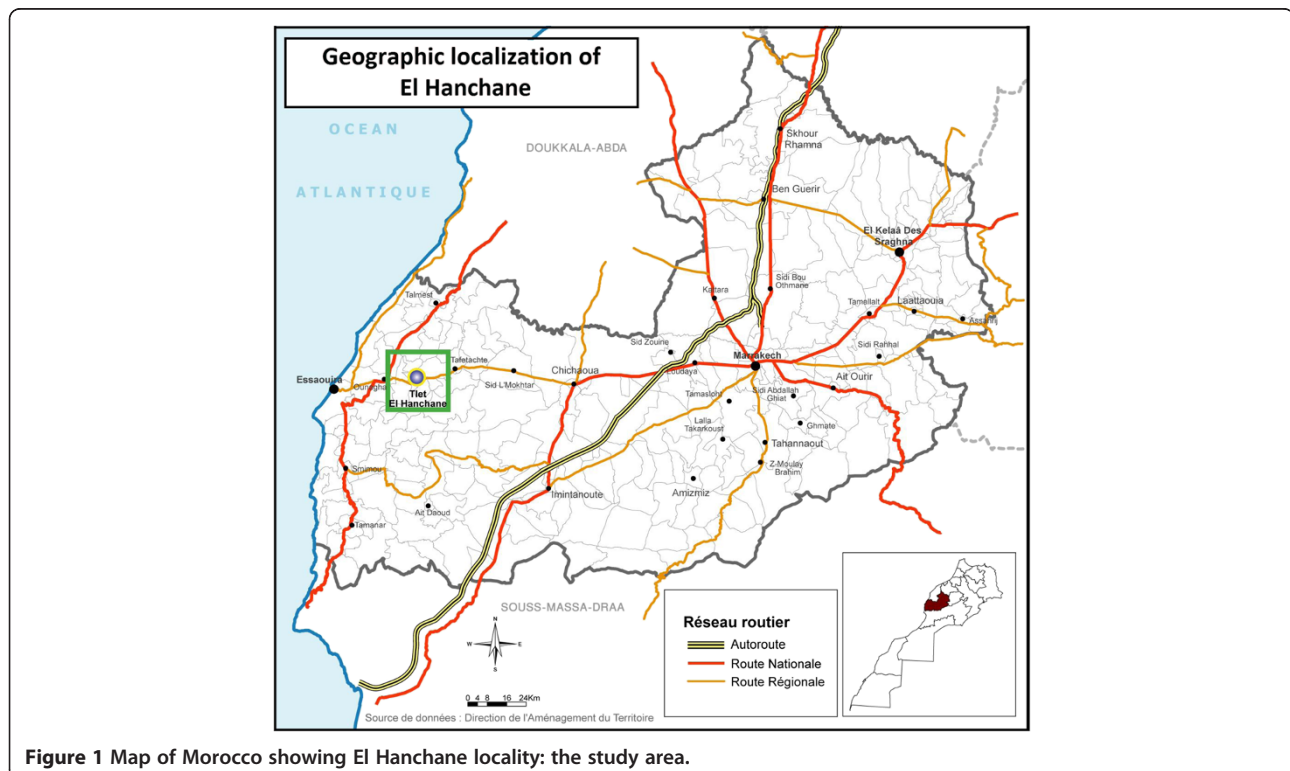 Geographic localization of
El Hanchane
OCEAN
ATLANTIQUE
DOUKKALA-ABDA
Skhour
Rhamna
Ben Guerir
El Kelaâ Des
Sraghna
Sidi Bou
Othmane
Kattara
Talmest
Tamellalt
Laattaouia
Assahrij
Sid Zouine
Sidi Rahhal
Marrakech
Loudaya
Tafetachte
Sid L'Mokhtar
Chichaoua
Essaouira
Ounagha
Tlet
El Hanchane
Ait Ourir
Sidi Abdallah
Ghiat
Tamasloht
Lalla
Takarkoust
Ghmate
Tahannaout
Z-Moulay
Brahim
Smimou
Imintanoute
Amizmiz
Ait Daoud
Tamanar
SOUSS-MASSA-DRAA
N
W
E
S
0 4 8 16 24Km
Source de données : Direction de l'Aménagement du Territoire
Réseau routier
Autoroute
Route Nationale
Route Régionale
Figure 1 Map of Morocco showing El Hanchane locality: the study area.